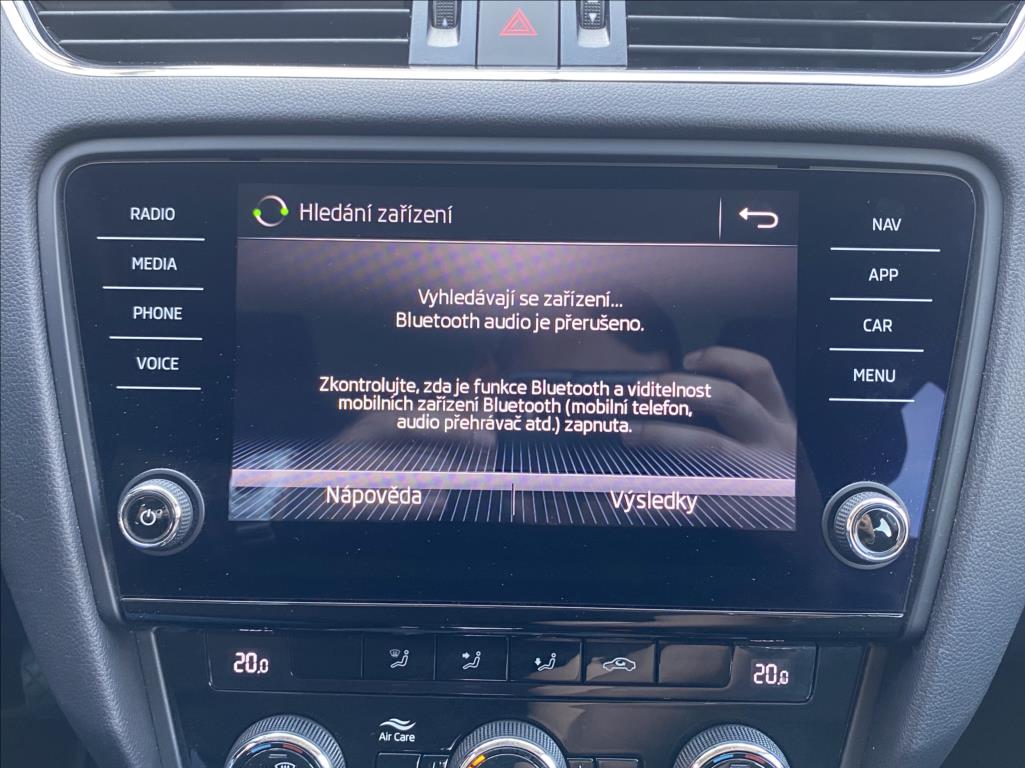 Hledání zařízení
RADIO
MEDIA
PHONE
VOICE
Vyhledávají se zařízení...
Bluetooth audio je přerušeno.
Zkontrolujte, zda je funkce Bluetooth a viditelnost
mobilních zařízení Bluetooth (mobilní telefon,
audio přehrávač atd.) zapnuta.
Nápověda
Výsledky
NAV
APP
CAR
MENU
20.0
20.0
Air Care